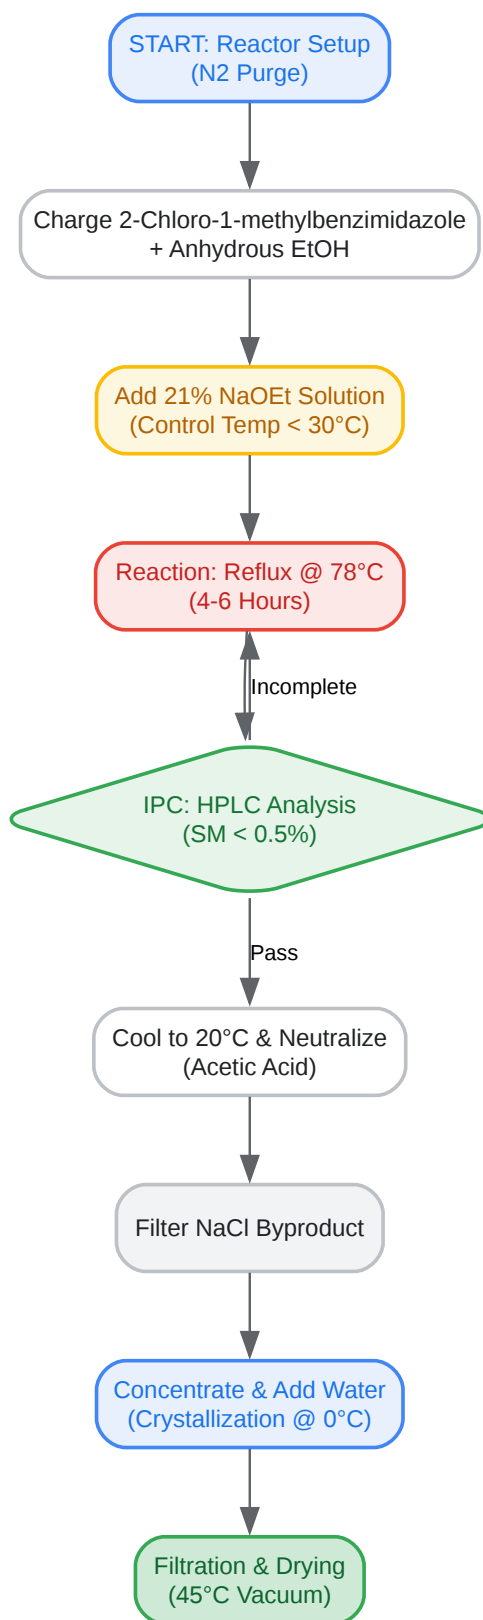 START: Reactor Setup
(N2 Purge)
Charge 2-Chloro-1-methylbenzimidazole
+ Anhydrous EtOH
Add 21% NaOEt Solution
(Control Temp < 30°C)
Reaction: Reflux @ 78°C
(4-6 Hours)
Incomplete
IPC: HPLC Analysis
(SM < 0.5%)
Pass
Cool to 20°C & Neutralize
(Acetic Acid)
Filter NaCl Byproduct
Concentrate & Add Water
(Crystallization @ 0°C)
Filtration & Drying
(45°C Vacuum)